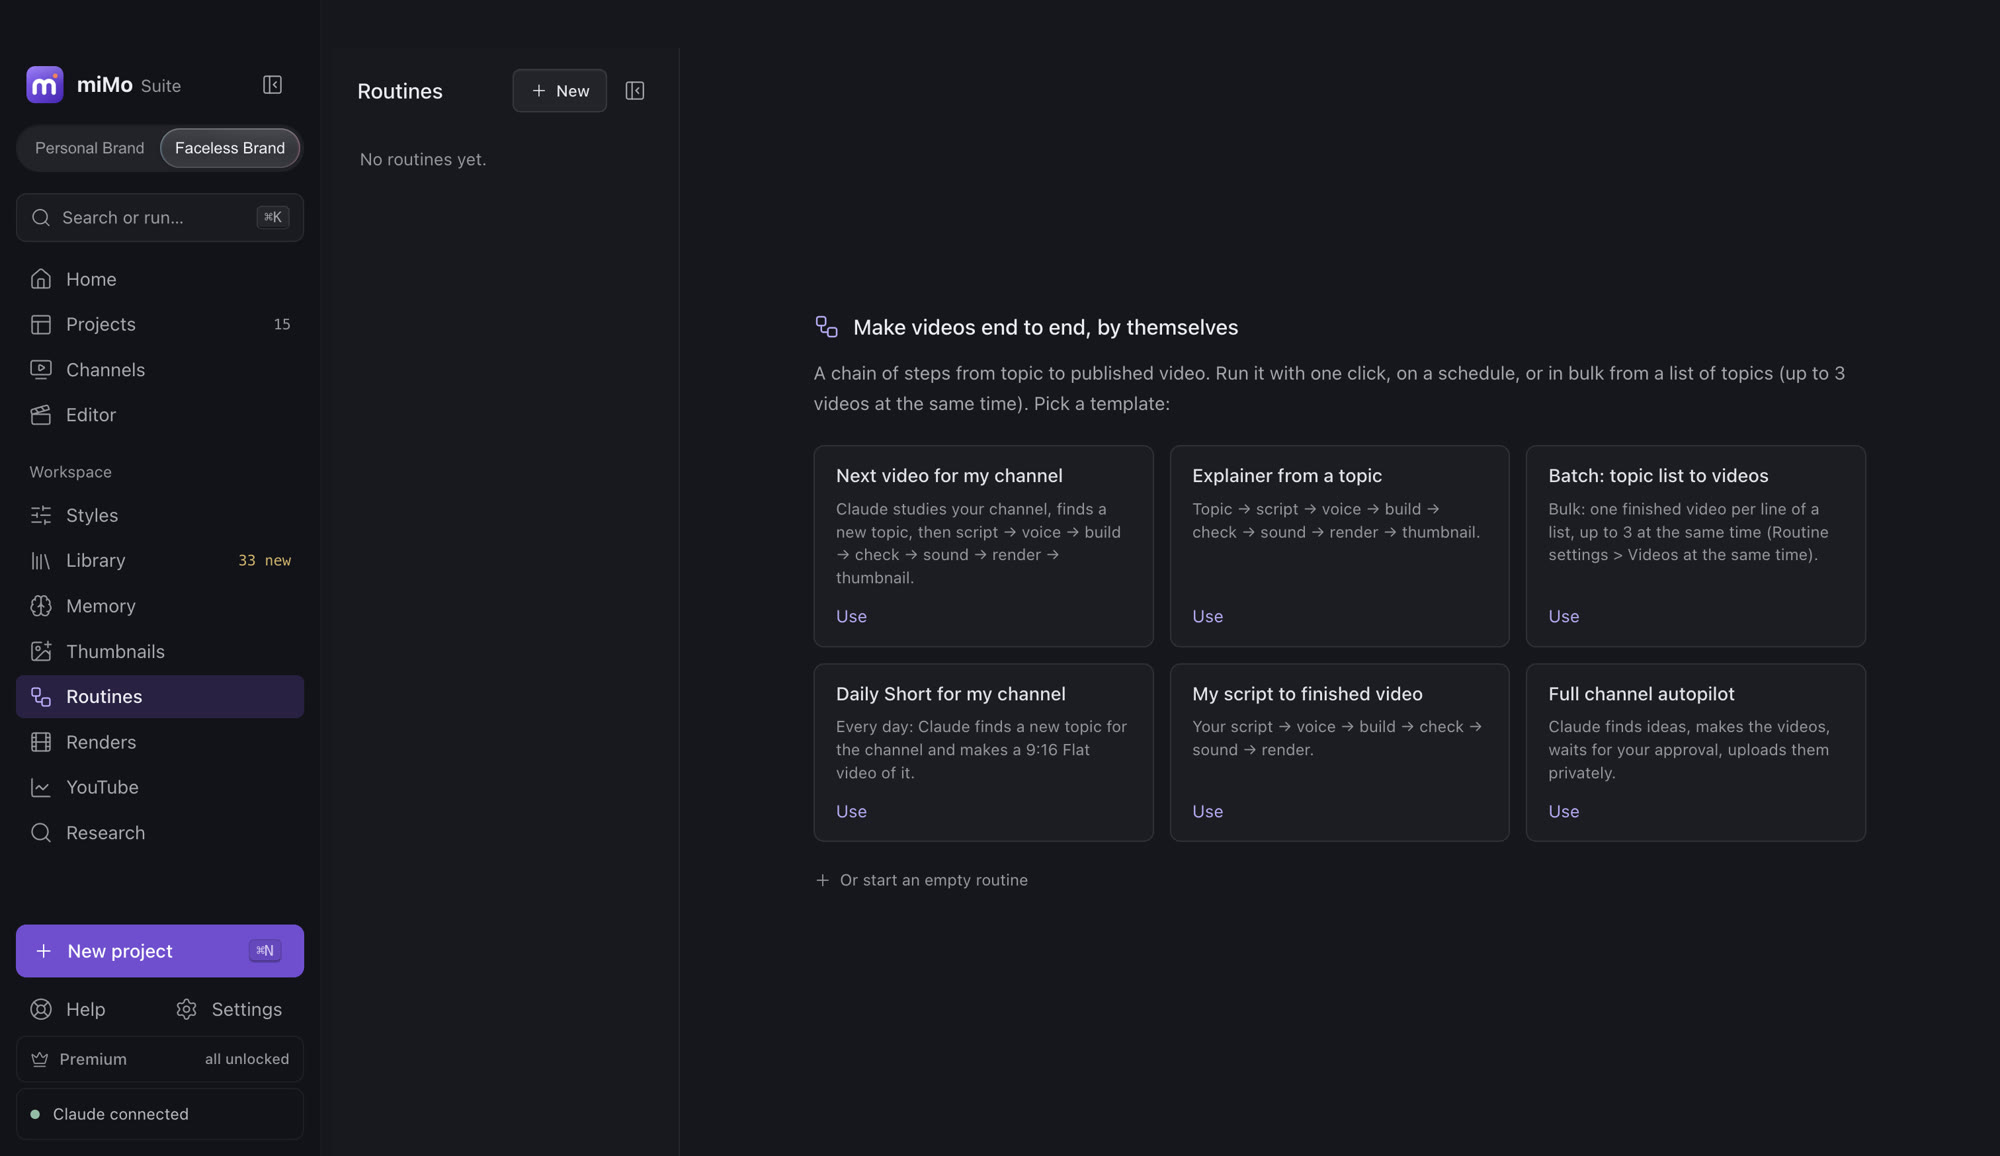 miMo Suite
Personal Brand
Faceless Brand
Search or run...
⌘K
Home
Projects
15
Channels
Editor
Workspace
Styles
Library
33 new
Memory
Thumbnails
Routines
Renders
YouTube
Research
New project
⌘N
Help
Settings
Premium
all unlocked
Claude connected
Routines
+ New
No routines yet.
Make videos end to end, by themselves
A chain of steps from topic to published video. Run it with one click, on a schedule, or in bulk from a list of topics (up to 3
videos at the same time). Pick a template:
Next video for my channel
Claude studies your channel, finds a
new topic, then script → voice → build
→ check → sound → render →
thumbnail.
Use
Explainer from a topic
Topic → script → voice → build →
check → sound → render → thumbnail.
Use
Batch: topic list to videos
Bulk: one finished video per line of a
list, up to 3 at the same time (Routine
settings > Videos at the same time).
Use
Daily Short for my channel
Every day: Claude finds a new topic for
the channel and makes a 9:16 Flat
video of it.
Use
My script to finished video
Your script → voice → build → check →
sound → render.
Use
Full channel autopilot
Claude finds ideas, makes the videos,
waits for your approval, uploads them
privately.
Use
+ Or start an empty routine